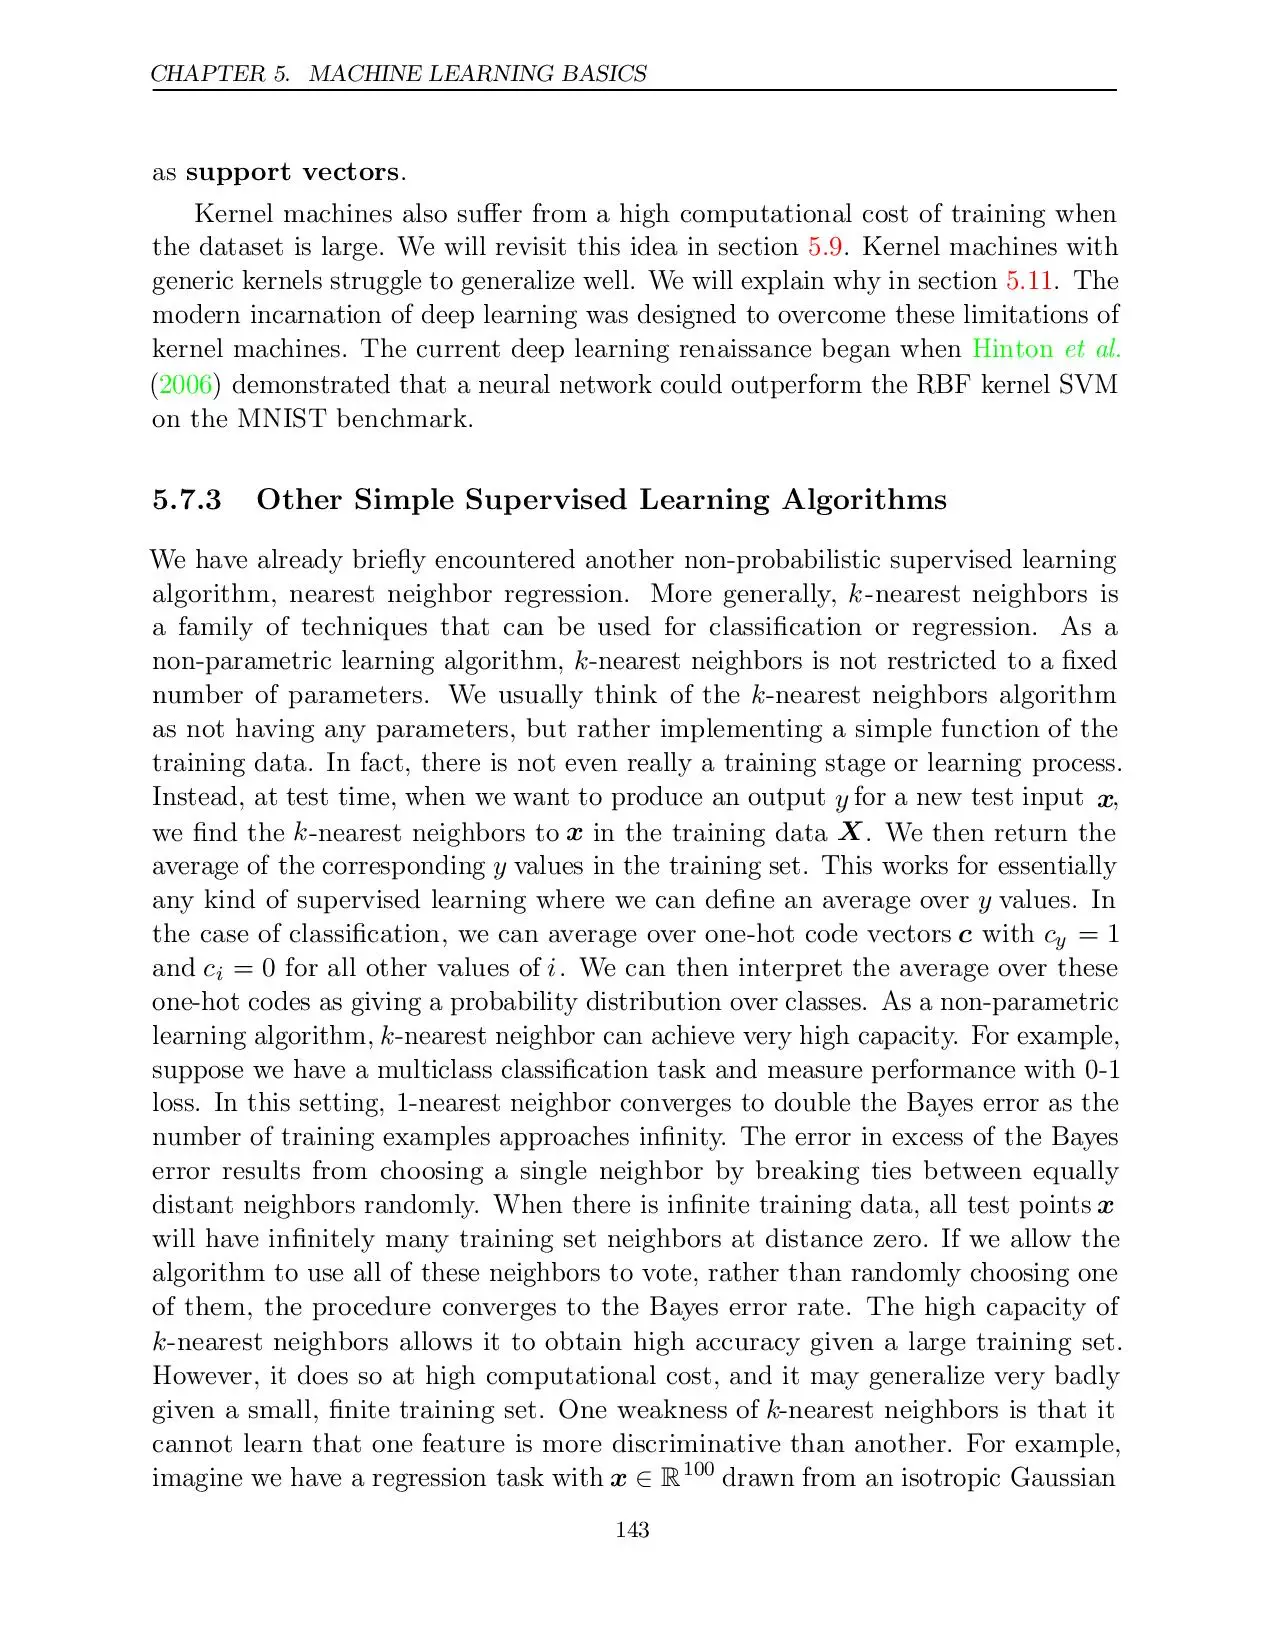 CHAPTER 5. MACHINE LEARNING BASICS
as support vectors.
Kernel machines also suffer from a high computational cost of training when
the dataset is large. We will revisit this idea in section 5.9. Kernel machines with
generic kernels struggle to generalize well. We will explain why in section 5.11. The
modern incarnation of deep learning was designed to overcome these limitations of
kernel machines. The current deep learning renaissance began when Hinton et al.
(2006) demonstrated that a neural network could outperform the RBF kernel SVM
on the MNIST benchmark.
5.7.3 Other Simple Supervised Learning Algorithms
We have already briefly encountered another non-probabilistic supervised learning
algorithm, nearest neighbor regression. More generally, k-nearest neighbors is
a family of techniques that can be used for classification or regression. As a
non-parametric learning algorithm, k-nearest neighbors is not restricted to a fixed
number of parameters. We usually think of the k-nearest neighbors algorithm
as not having any parameters, but rather implementing a simple function of the
training data. In fact, there is not even really a training stage or learning process.
Instead, at test time, when we want to produce an output y for a new test input x,
we find the k-nearest neighbors to x in the training data X. We then return the
average of the corresponding y values in the training set. This works for essentially
any kind of supervised learning where we can define an average over y values. In
the case of classification, we can average over one-hot code vectors c with c_y = 1
and c_i = 0 for all other values of i. We can then interpret the average over these
one-hot codes as giving a probability distribution over classes. As a non-parametric
learning algorithm, k-nearest neighbor can achieve very high capacity. For example,
suppose we have a multiclass classification task and measure performance with 0-1
loss. In this setting, 1-nearest neighbor converges to double the Bayes error as the
number of training examples approaches infinity. The error in excess of the Bayes
error results from choosing a single neighbor by breaking ties between equally
distant neighbors randomly. When there is infinite training data, all test points x
will have infinitely many training set neighbors at distance zero. If we allow the
algorithm to use all of these neighbors to vote, rather than randomly choosing one
of them, the procedure converges to the Bayes error rate. The high capacity of
k-nearest neighbors allows it to obtain high accuracy given a large training set.
However, it does so at high computational cost, and it may generalize very badly
given a small, finite training set. One weakness of k-nearest neighbors is that it
cannot learn that one feature is more discriminative than another. For example,
imagine we have a regression task with x ∈ ℝ^100 drawn from an isotropic Gaussian
143